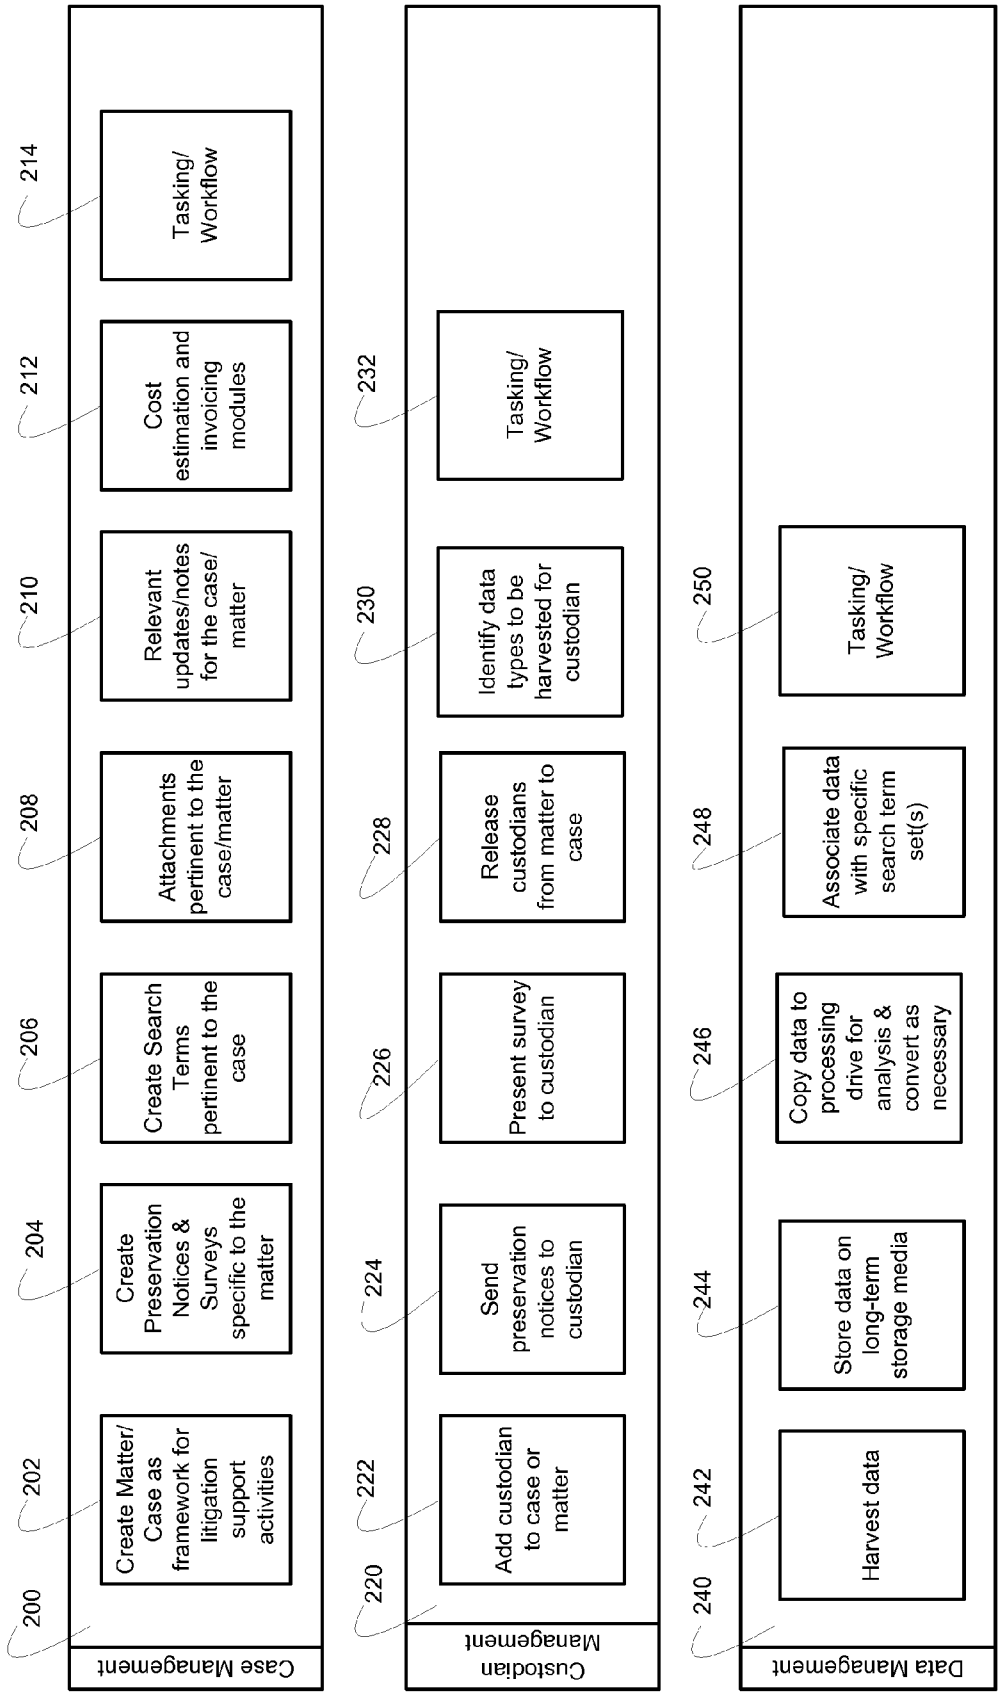 200
202
204
206
208
210
212
214
Case Management
Create Matter/
Case as
framework for
litigation
support
activities
Create
Preservation
Notices &
Surveys
specific to the
matter
Create Search
Terms
pertinent to the
case
Attachments
pertinent to the
case/matter
Relevant
updates/notes
for the case/
matter
Cost
estimation and
invoicing
modules
Tasking/
Workflow
220
222
224
226
228
230
232
Custodian
Management
Add custodian
to case or
matter
Send
preservation
notices to
custodian
Present survey
to custodian
Release
custodians
from matter to
case
Identify data
types to be
harvested for
custodian
Tasking/
Workflow
240
242
244
246
248
250
Data Management
Harvest data
Store data on
long-term
storage media
Copy data to
processing
drive for
analysis &
convert as
necessary
Associate data
with specific
search term
set(s)
Tasking/
Workflow